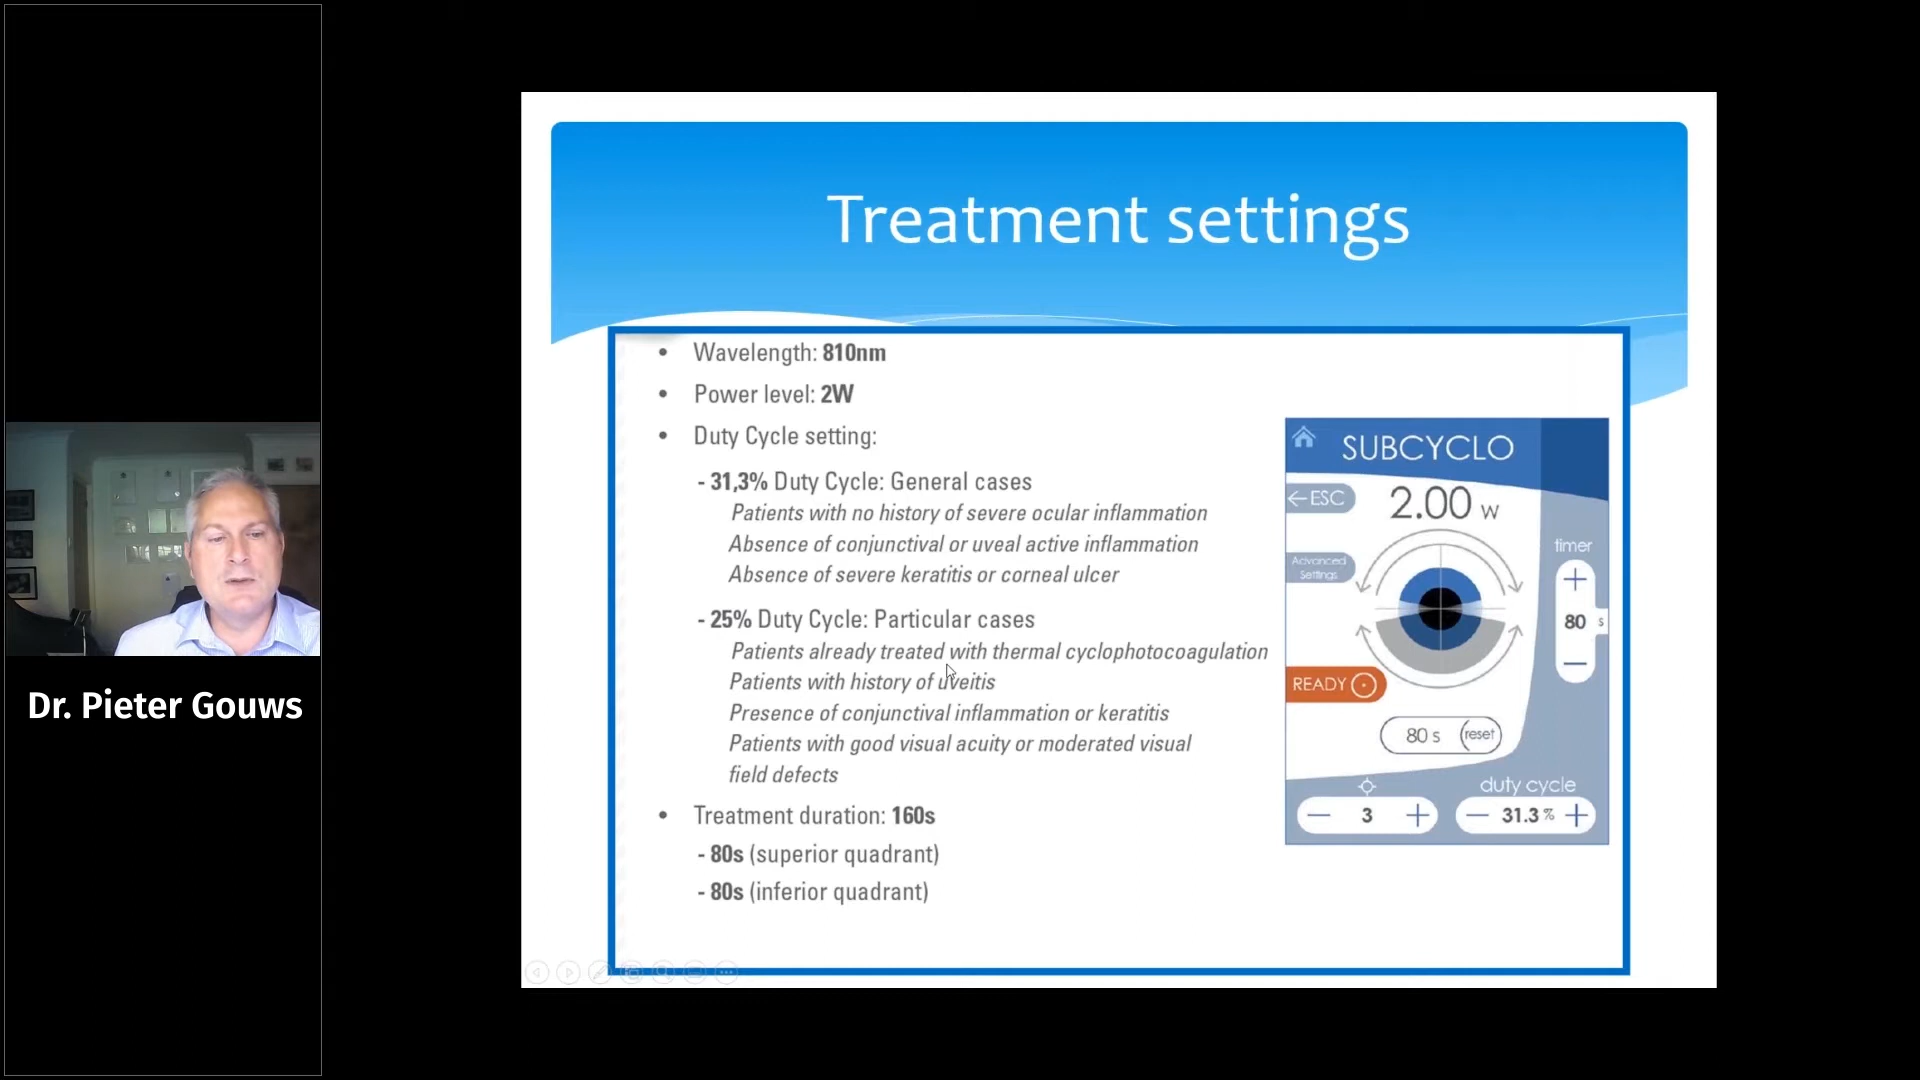 Treatment settings
• Wavelength: 810nm
• Power level: 2W
• Duty Cycle setting:
- 31,3% Duty Cycle: General cases
Patients with no history of severe ocular inflammation
Absence of conjunctival or uveal active inflammation
Absence of severe keratitis or corneal ulcer
- 25% Duty Cycle: Particular cases
Patients already treated with thermal cyclophotocoagulation
Patients with history of uveitis
Presence of conjunctival inflammation or keratitis
Patients with good visual acuity or moderated visual
field defects
• Treatment duration: 160s
- 80s (superior quadrant)
- 80s (inferior quadrant)
SUBCYCLO
←ESC
2.00 W
Advanced
Settings
timer
+
80 s
−
READY
80 s reset
duty cycle
− 3 +
− 31.3 % +
Dr. Pieter Gouws